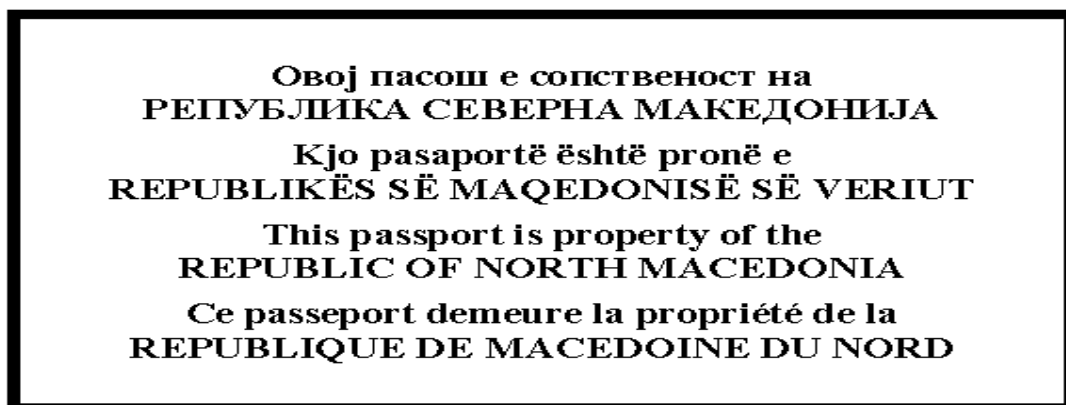 Овој пасош е сопственост на
РЕПУБЛИКА СЕВЕРНА МАКЕДОНИЈА
Kjo pasaportë është pronë e
REPUBLIKËS SË MAQEDONISË SË VERIUT
This passport is property of the
REPUBLIC OF NORTH MACEDONIA
Ce passeport demeure la propriété de la
REPUBLIQUE DE MACEDOINE DU NORD